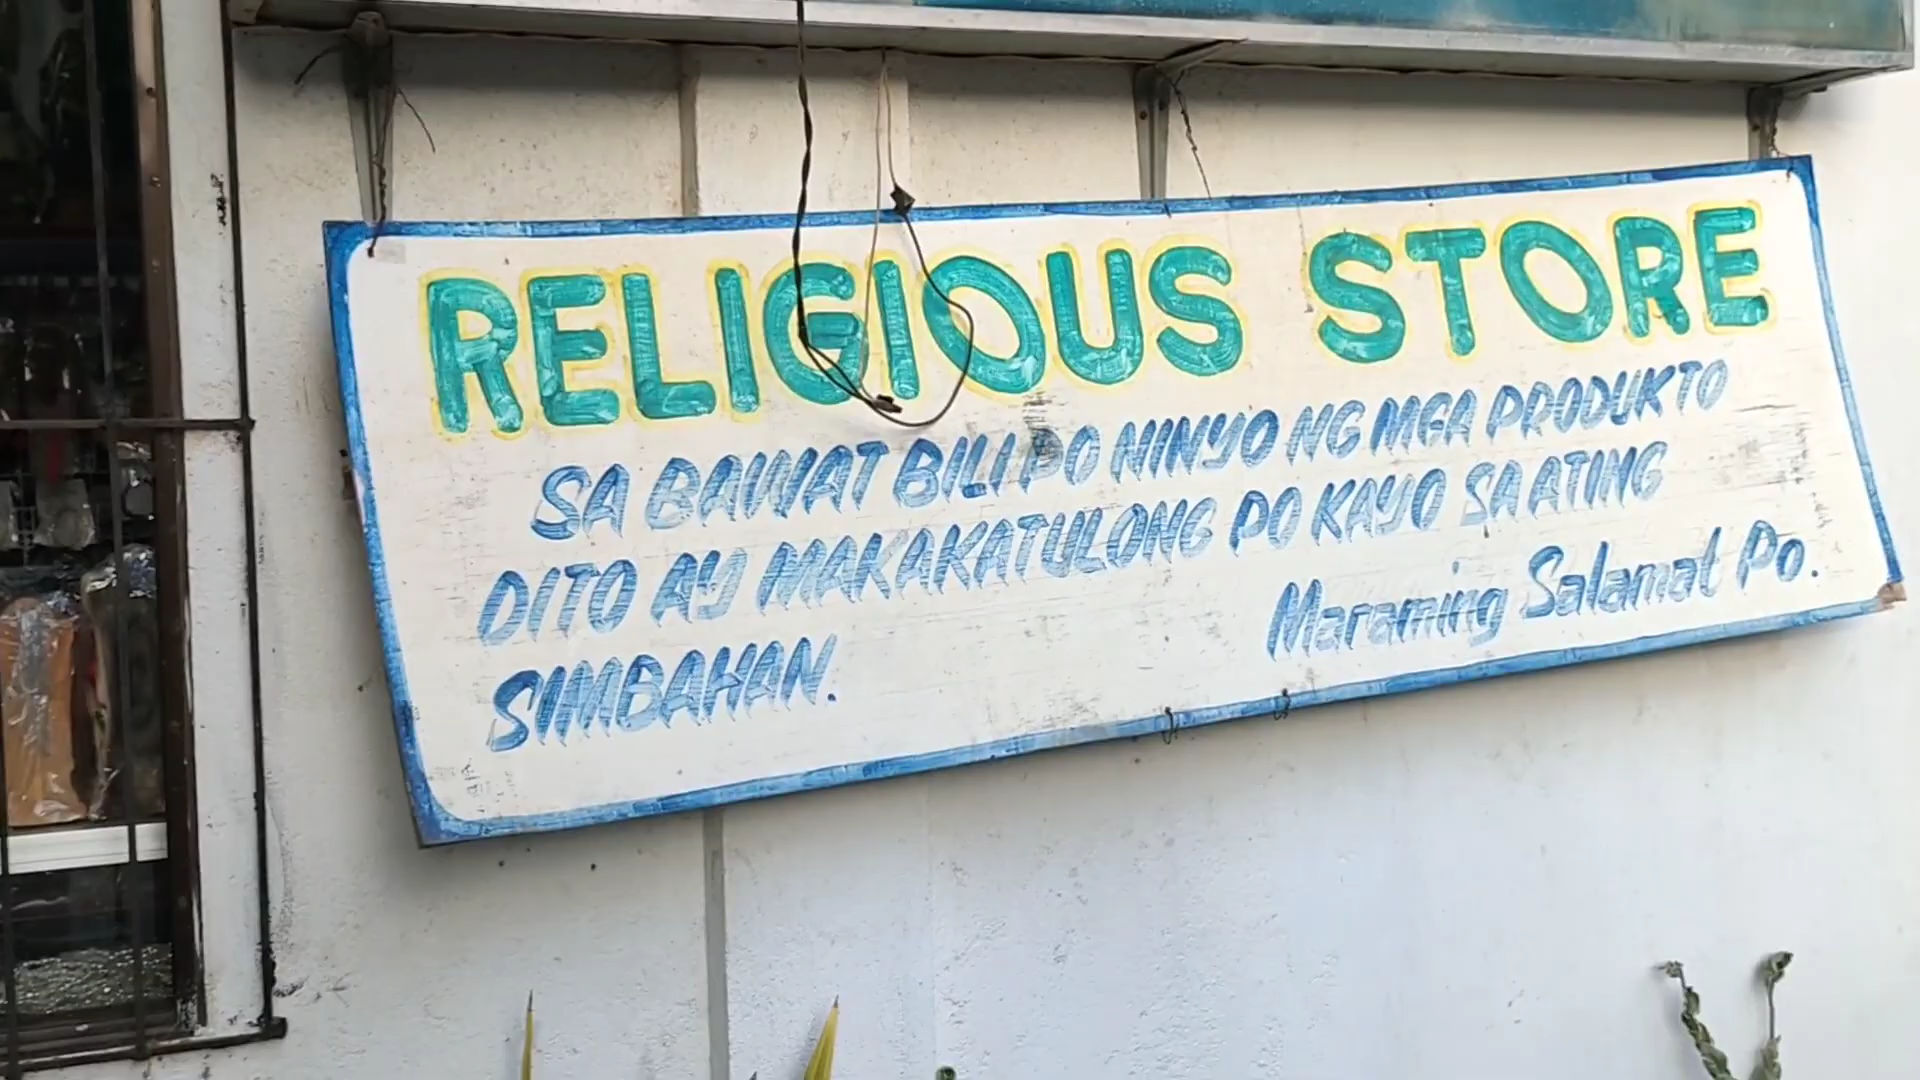 RELIGIOUS STORE
SA BAWAT BILI PO NINYO NG MGA PRODUKTO
DITO AY MAKAKATULONG PO KAYO SA ATING
SIMBAHAN.
Maraming Salamat Po.